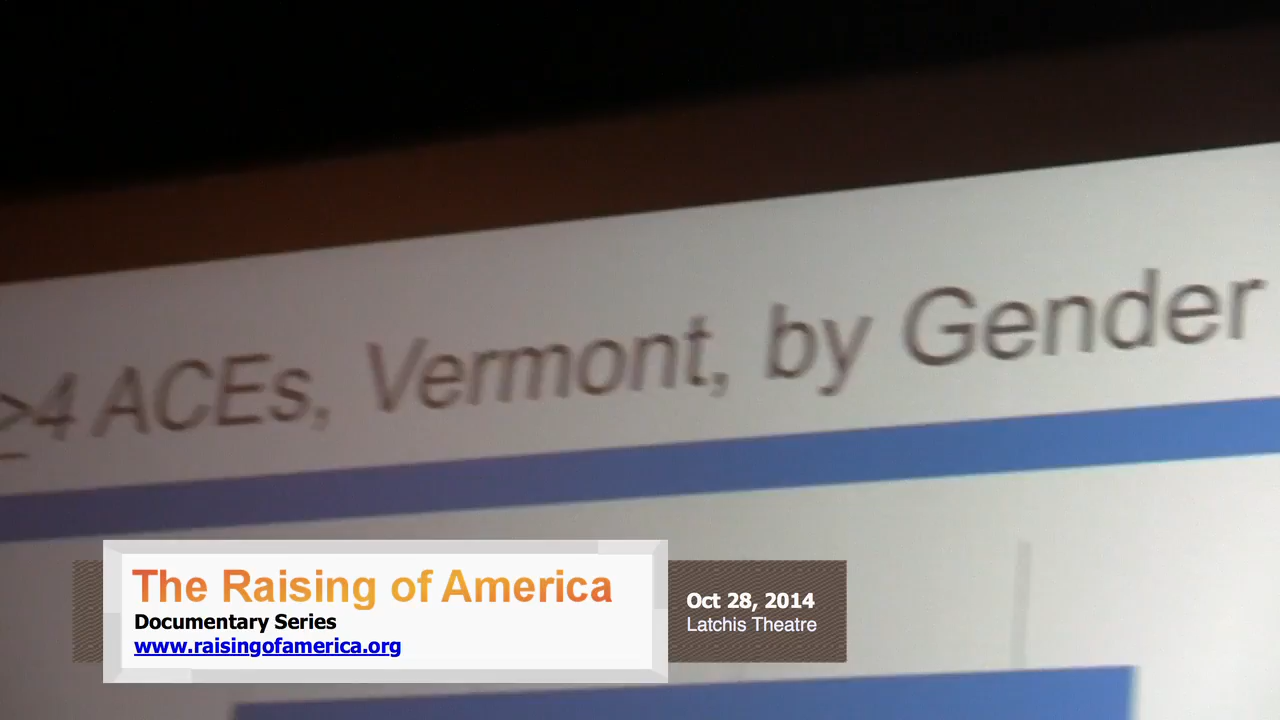 ≥4 ACEs, Vermont, by Gender
The Raising of America
Documentary Series
www.raisingofamerica.org
Oct 28, 2014
Latchis Theatre